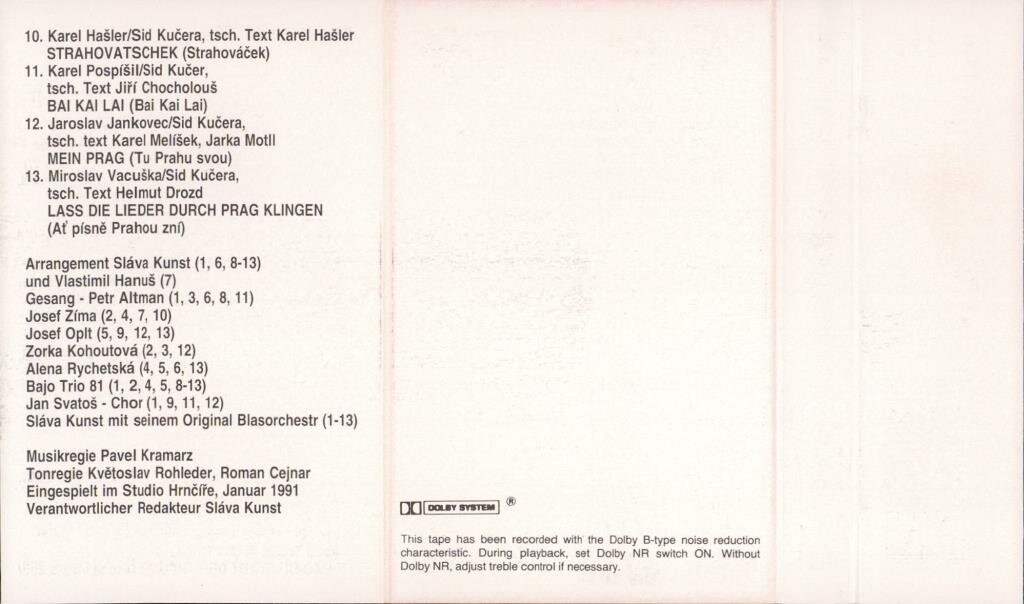 10. Karel Hašler/Sid Kučera, tsch. Text Karel Hašler
STRAHOVATSCHEK (Strahováček)
11. Karel Pospíšil/Sid Kučer,
tsch. Text Jiří Chocholouš
BAI KAI LAI (Bai Kai Lai)
12. Jaroslav Jankovec/Sid Kučera,
tsch. text Karel Melíšek, Jarka Motll
MEIN PRAG (Tu Prahu svou)
13. Miroslav Vacuška/Sid Kučera,
tsch. Text Helmut Drozd
LASS DIE LIEDER DURCH PRAG KLINGEN
(Ať písně Prahou zní)
Arrangement Sláva Kunst (1, 6, 8-13)
und Vlastimil Hanuš (7)
Gesang - Petr Altman (1, 3, 6, 8, 11)
Josef Zíma (2, 4, 7, 10)
Josef Oplt (5, 9, 12, 13)
Zorka Kohoutová (2, 3, 12)
Alena Rychetská (4, 5, 6, 13)
Bajo Trio 81 (1, 2, 4, 5, 8-13)
Jan Svatoš - Chor (1, 9, 11, 12)
Sláva Kunst mit seinem Original Blasorchestr (1-13)
Musikregie Pavel Kramarz
Tonregie Květoslav Rohleder, Roman Cejnar
Eingespielt im Studio Hrnčíře, Januar 1991
Verantwortlicher Redakteur Sláva Kunst
DOLBY SYSTEM ®
This tape has been recorded with the Dolby B-type noise reduction
characteristic. During playback, set Dolby NR switch ON. Without
Dolby NR, adjust treble control if necessary.